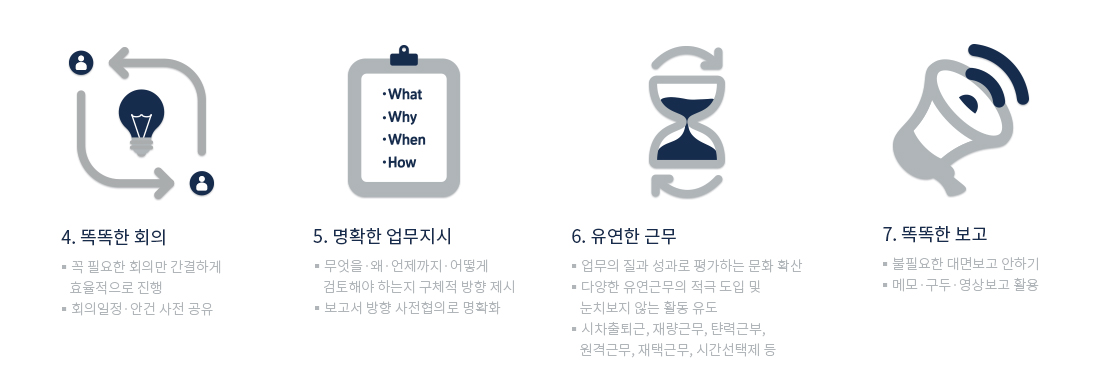 • What
• Why
• When
• How
4. 똑똑한 회의
▪ 꼭 필요한 회의만 간결하게
효율적으로 진행
▪ 회의일정·안건 사전 공유
5. 명확한 업무지시
▪ 무엇을·왜·언제까지·어떻게
검토해야 하는지 구체적 방향 제시
▪ 보고서 방향 사전협의로 명확화
6. 유연한 근무
▪ 업무의 질과 성과로 평가하는 문화 확산
▪ 다양한 유연근무의 적극 도입 및
눈치보지 않는 활동 유도
▪ 시차출퇴근, 재량근무, 탄력근부,
원격근무, 재택근무, 시간선택제 등
7. 똑똑한 보고
▪ 불필요한 대면보고 안하기
▪ 메모·구두·영상보고 활용